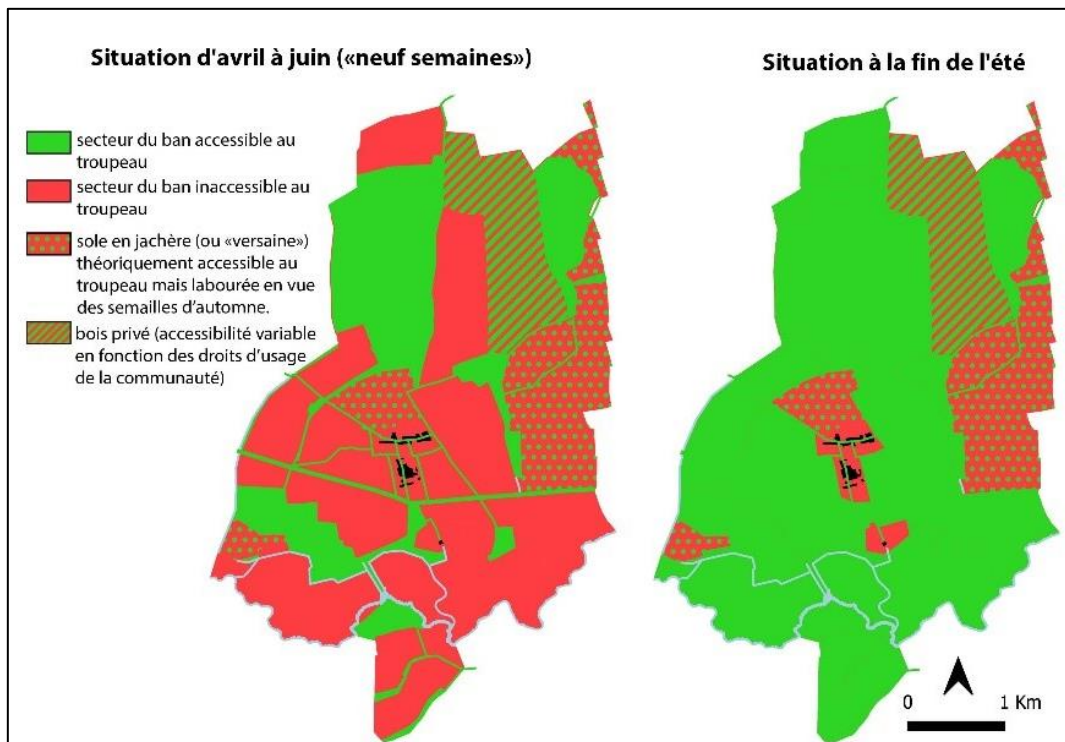 Situation d'avril à juin («neuf semaines»)
Situation à la fin de l'été
secteur du ban accessible au
troupeau
secteur du ban inaccessible au
troupeau
sole en jachère (ou «versaine»)
théoriquement accessible au
troupeau mais labourée en vue
des semailles d'automne.
bois privé (accessibilité variable
en fonction des droits d'usage
de la communauté)
0 1 Km